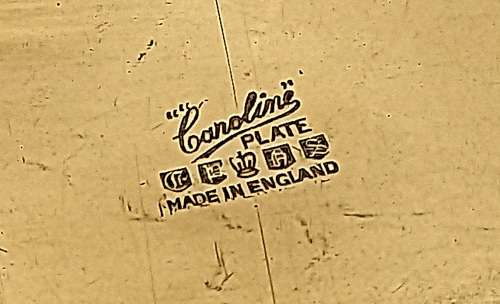 "Caroline"
PLATE
C E A S
MADE IN ENGLAND